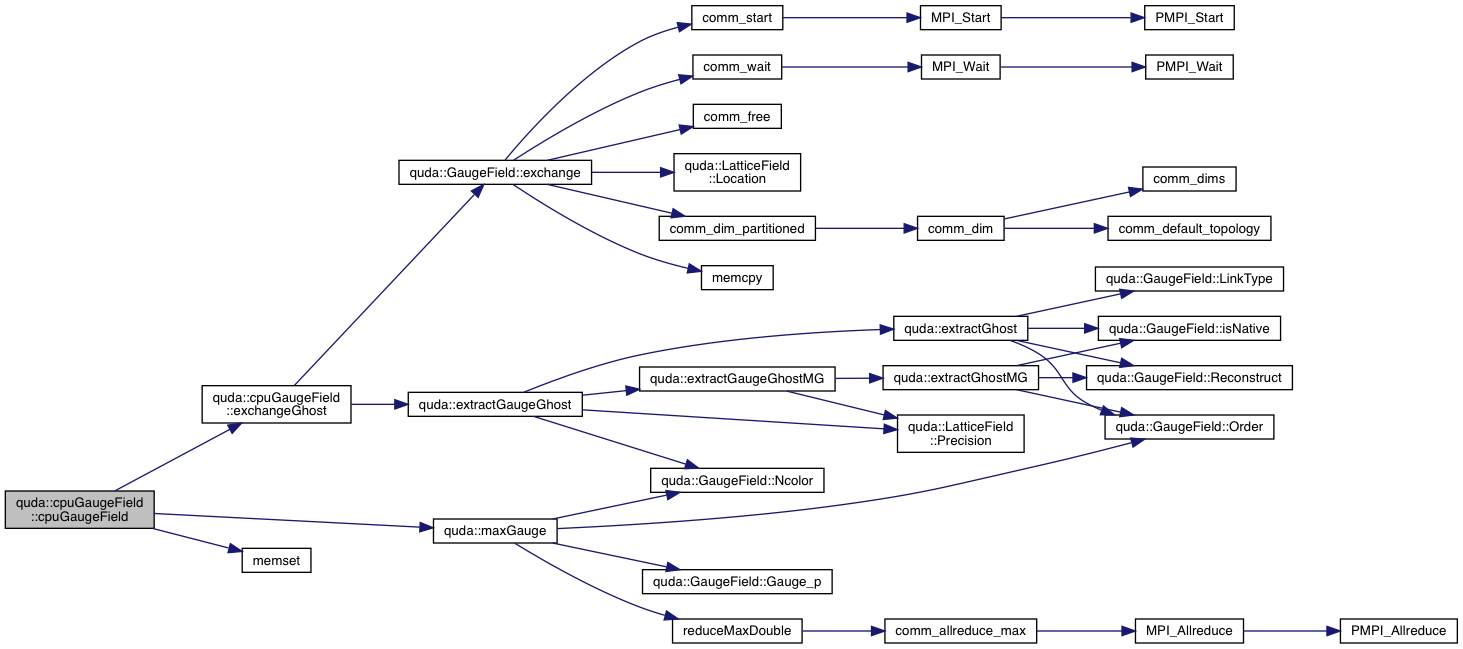 comm_start
MPI_Start
PMPI_Start
comm_wait
MPI_Wait
PMPI_Wait
comm_free
quda::GaugeField::exchange
quda::LatticeField
::Location
comm_dims
comm_dim_partitioned
comm_dim
comm_default_topology
memcpy
quda::GaugeField::LinkType
quda::extractGhost
quda::GaugeField::isNative
quda::extractGaugeGhostMG
quda::extractGhostMG
quda::GaugeField::Reconstruct
quda::cpuGaugeField
::exchangeGhost
quda::extractGaugeGhost
quda::LatticeField
::Precision
quda::GaugeField::Order
quda::GaugeField::Ncolor
quda::cpuGaugeField
::cpuGaugeField
quda::maxGauge
memset
quda::GaugeField::Gauge_p
reduceMaxDouble
comm_allreduce_max
MPI_Allreduce
PMPI_Allreduce